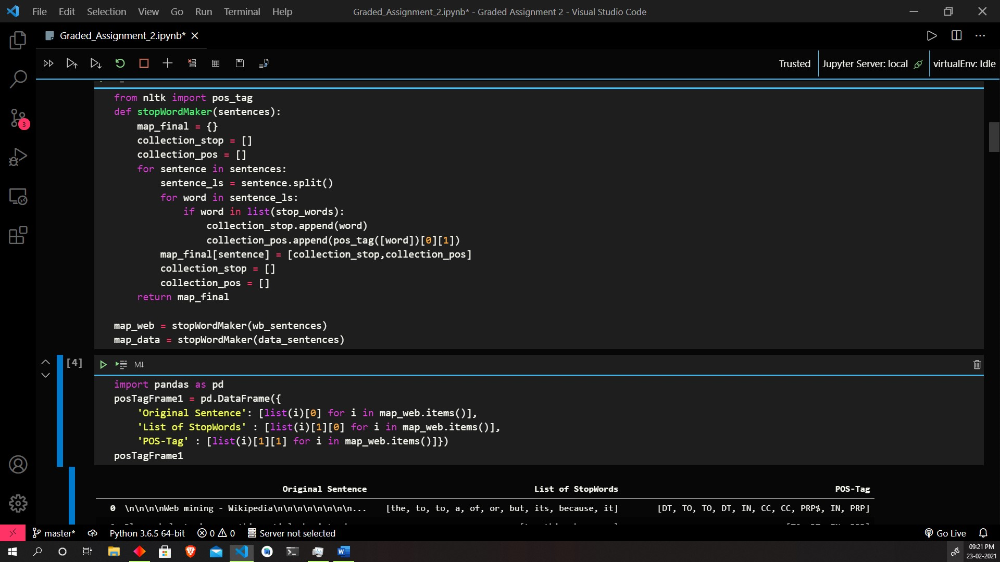 File Edit Selection View Go Run Terminal Help Graded_Assignment_2.ipynb* - Graded Assignment 2 - Visual Studio Code
Graded_Assignment_2.ipynb*
Trusted Jupyter Server: local virtualEnv: Idle
3
from nltk import pos_tag
def stopWordMaker(sentences):
    map_final = {}
    collection_stop = []
    collection_pos = []
    for sentence in sentences:
        sentence_ls = sentence.split()
        for word in sentence_ls:
            if word in list(stop_words):
                collection_stop.append(word)
                collection_pos.append(pos_tag([word])[0][1])
        map_final[sentence] = [collection_stop,collection_pos]
        collection_stop = []
        collection_pos = []
    return map_final
map_web = stopWordMaker(wb_sentences)
map_data = stopWordMaker(data_sentences)
[4] M↓
import pandas as pd
posTagFrame1 = pd.DataFrame({
    'Original Sentence': [list(i)[0] for i in map_web.items()],
    'List of StopWords' : [list(i)[1][0] for i in map_web.items()],
    'POS-Tag' : [list(i)[1][1] for i in map_web.items()]})
posTagFrame1
Original Sentence List of StopWords POS-Tag
0 \n\n\n\nWeb mining - Wikipedia\n\n\n\n\n\n\n\n... [the, to, to, a, of, or, but, its, because, it] [DT, TO, TO, DT, IN, CC, CC, PRP$, IN, PRP]
master* Python 3.6.5 64-bit 0 0 Server not selected Go Live
09:21 PM
23-02-2021